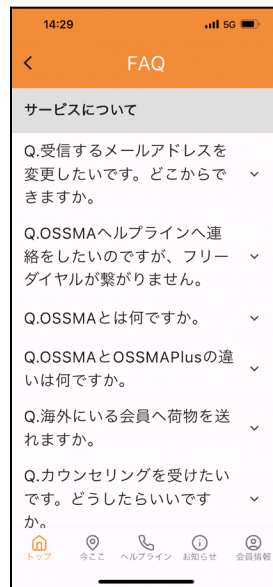 14:29
5G
FAQ
サービスについて
Q.受信するメールアドレスを
変更したいです。どこからで
きますか。
Q.OSSMAヘルプラインへ連
絡をしたいのですが、フリー
ダイヤルが繋がりません。
Q.OSSMAとは何ですか。
Q.OSSMAとOSSMAPlusの違
いは何ですか。
Q.海外にいる会員へ荷物を送
れますか。
Q.カウンセリングを受けたい
です。どうしたらいいです
か。
トップ 今ここ ヘルプライン お知らせ 会員情報